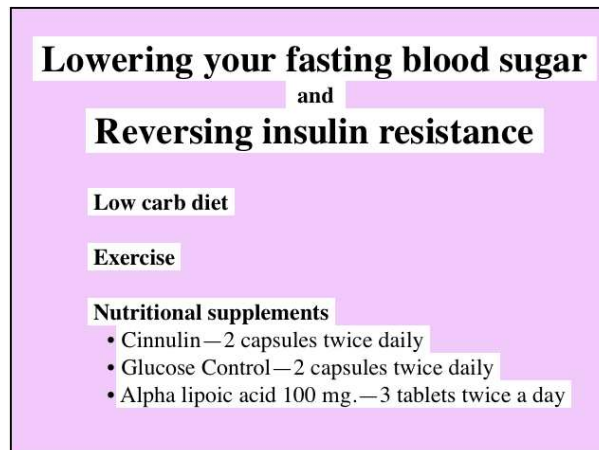 Lowering your fasting blood sugar
and
Reversing insulin resistance
Low carb diet
Exercise
Nutritional supplements
• Cinnulin—2 capsules twice daily
• Glucose Control—2 capsules twice daily
• Alpha lipoic acid 100 mg.—3 tablets twice a day